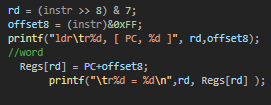 rd = (instr >> 8) & 7;
offset8 = (instr)&0xFF;
printf("ldr\tr%d, [ PC, %d ]", rd,offset8);
//word
Regs[rd] = PC+offset8;
printf("\tr%d = %d\n",rd, Regs[rd] );